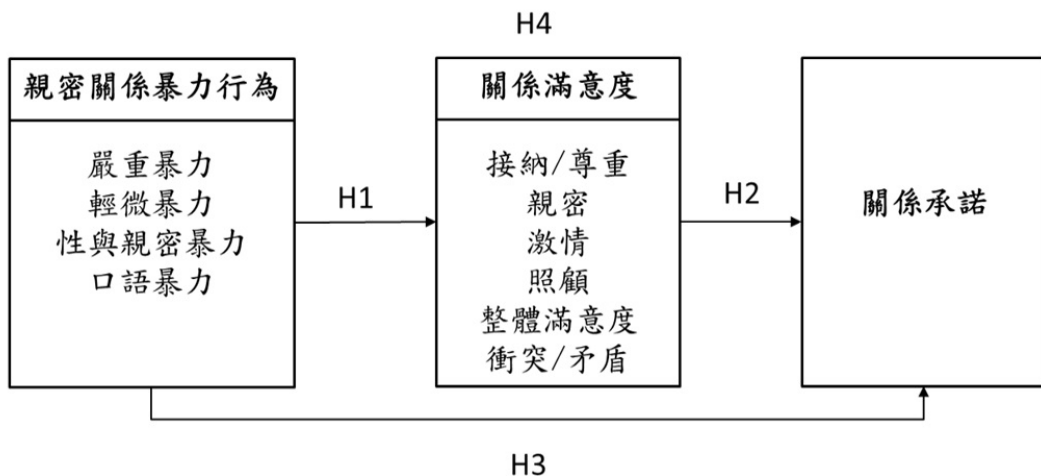 H4
親密關係暴力行為
嚴重暴力
輕微暴力
性與親密暴力
口語暴力
H1
關係滿意度
接納/尊重
親密
激情
照顧
整體滿意度
衝突/矛盾
H2
關係承諾
H3